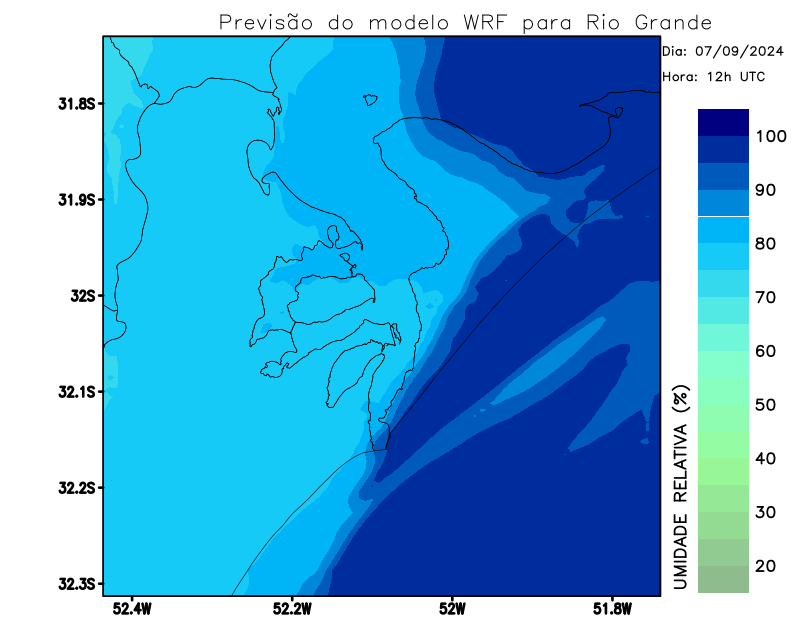 Previsão do modelo WRF para Rio Grande
Dia: 07/09/2024
Hora: 12h UTC
31.8S
31.9S
32S
32.1S
32.2S
32.3S
52.4W
52.2W
52W
51.8W
100
90
80
70
60
50
40
30
20
UMIDADE RELATIVA (%)